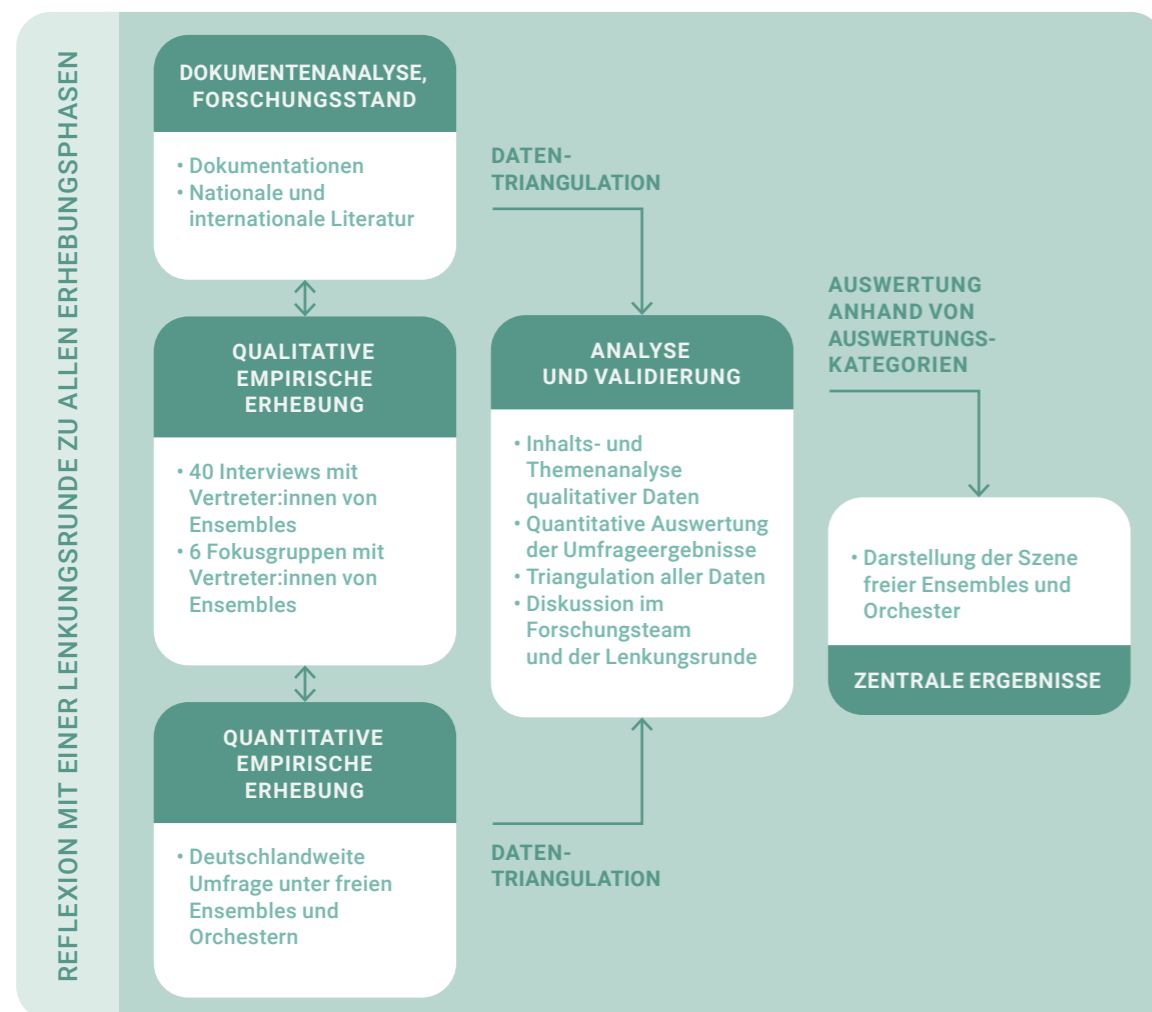 REFLEXION MIT EINER LENKUNGSRUNDE ZU ALLEN ERHEBUNGSPHASEN
DOKUMENTENANALYSE,
FORSCHUNGSSTAND
• Dokumentationen
• Nationale und
internationale Literatur
QUALITATIVE
EMPIRISCHE
ERHEBUNG
• 40 Interviews mit
Vertreter:innen von
Ensembles
• 6 Fokusgruppen mit
Vertreter:innen von
Ensembles
QUANTITATIVE
EMPIRISCHE
ERHEBUNG
• Deutschlandweite
Umfrage unter freien
Ensembles und
Orchestern
DATEN-
TRIANGULATION
ANALYSE
UND VALIDIERUNG
• Inhalts- und
Themenanalyse
qualitativer Daten
• Quantitative Auswertung
der Umfrageergebnisse
• Triangulation aller Daten
• Diskussion im
Forschungsteam
und der Lenkungsrunde
DATEN-
TRIANGULATION
AUSWERTUNG
ANHAND VON
AUSWERTUNGS-
KATEGORIEN
• Darstellung der Szene
freier Ensembles und
Orchester
ZENTRALE ERGEBNISSE